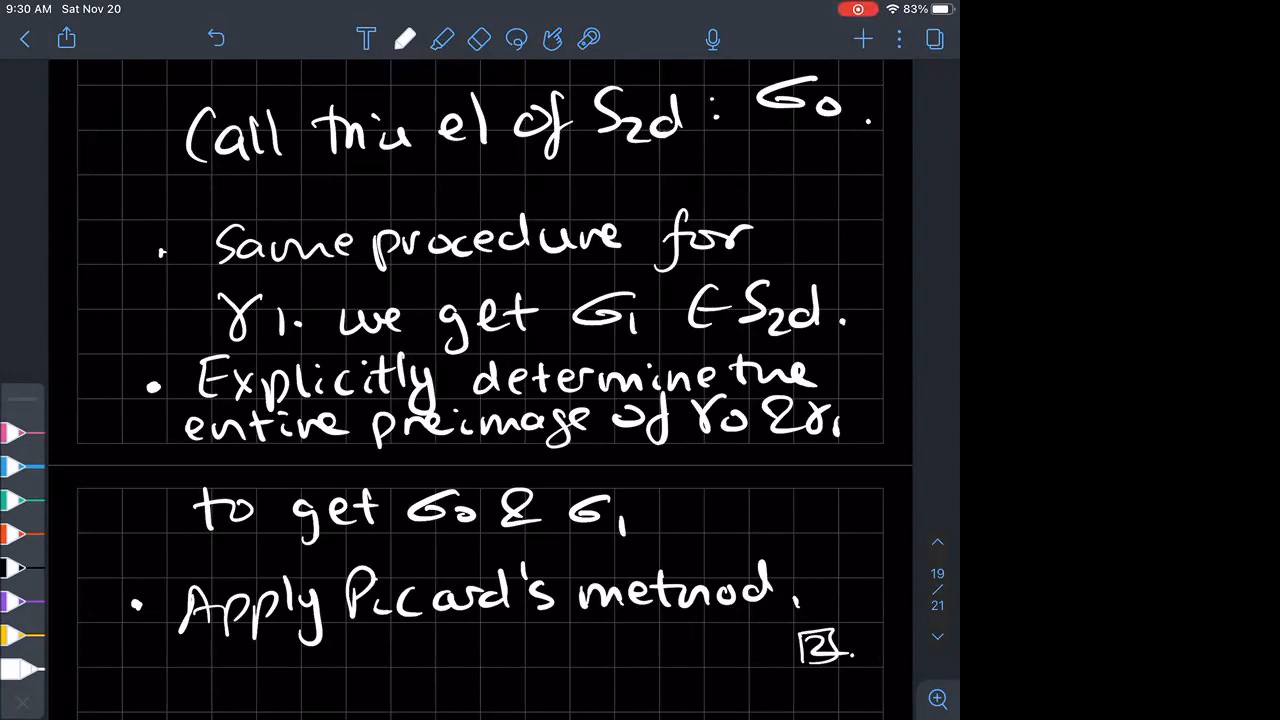 9:30 AM Sat Nov 20 83%
Call this el of S2d : σ0 .
. Same procedure for
γ1. we get σ1 ∈ S2d.
• Explicitly determine the
entire preimage of γ0 & γ1
to get σ0 & σ1
• Apply Picard's method.
2.
19
/
21